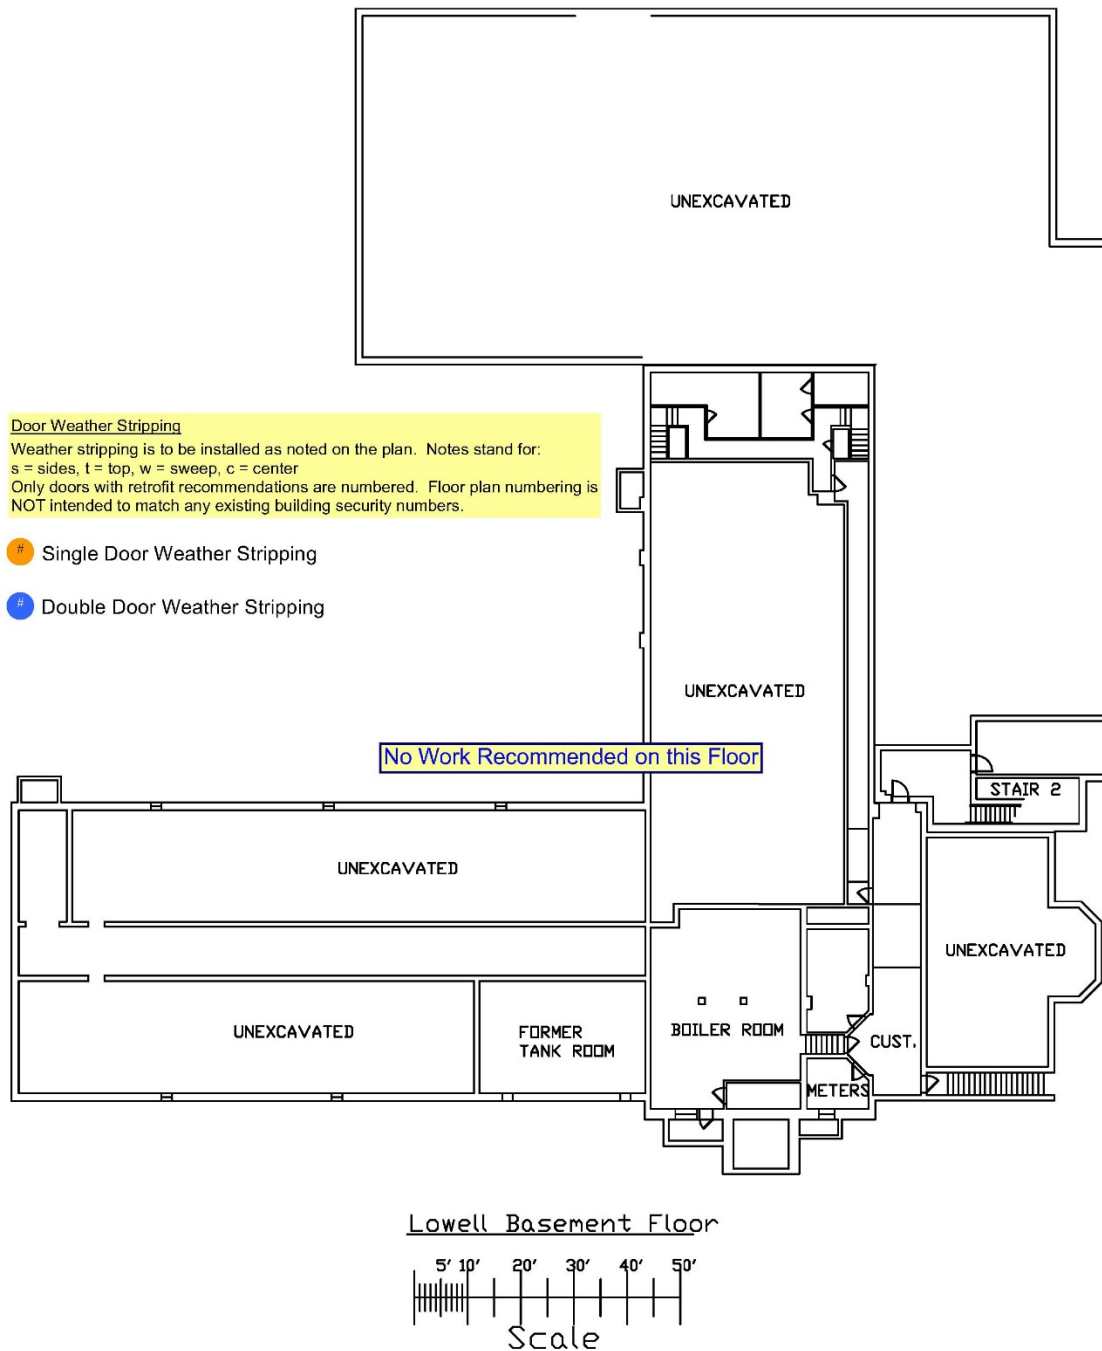 UNEXCAVATED
Door Weather Stripping
Weather stripping is to be installed as noted on the plan. Notes stand for:
s = sides, t = top, w = sweep, c = center
Only doors with retrofit recommendations are numbered. Floor plan numbering is
NOT intended to match any existing building security numbers.
# Single Door Weather Stripping
# Double Door Weather Stripping
UNEXCAVATED
No Work Recommended on this Floor
STAIR 2
UNEXCAVATED
UNEXCAVATED
UNEXCAVATED
FORMER
TANK ROOM
BOILER ROOM
CUST.
METERS
Lowell Basement Floor
5' 10' 20' 30' 40' 50'
Scale